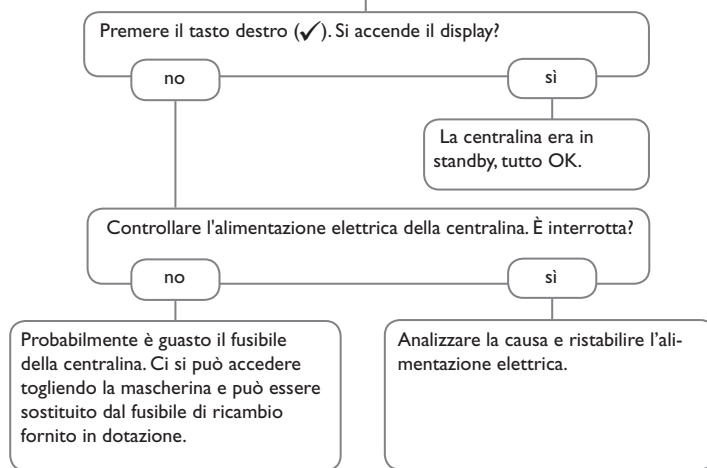 Premere il tasto destro (✓). Si accende il display?
no
sì
La centralina era in
standby, tutto OK.
Controllare l'alimentazione elettrica della centralina. È interrotta?
no
sì
Probabilmente è guasto il fusibile
della centralina. Ci si può accedere
togliendo la mascherina e può essere
sostituito dal fusibile di ricambio
fornito in dotazione.
Analizzare la causa e ristabilire l’ali-
mentazione elettrica.